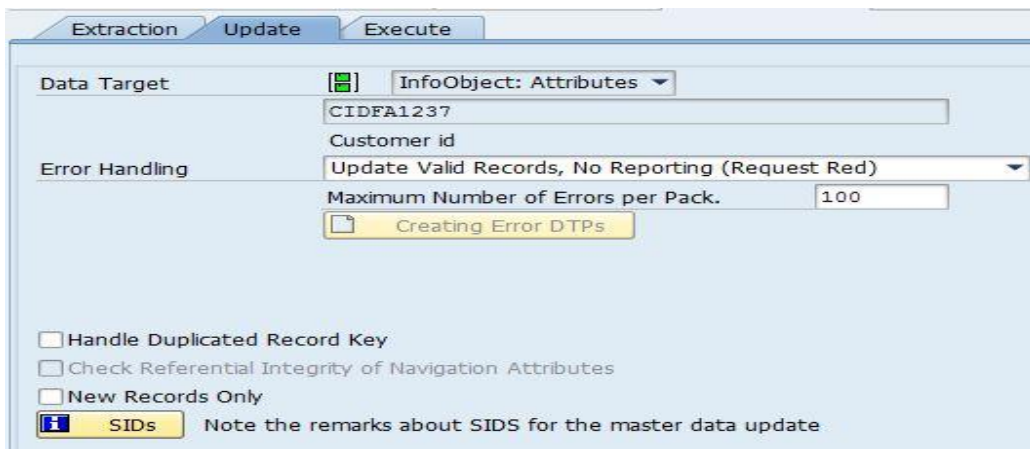 Extraction Update Execute
Data Target InfoObject: Attributes
CIDFA1237
Customer id
Error Handling Update Valid Records, No Reporting (Request Red)
Maximum Number of Errors per Pack. 100
Creating Error DTPs
Handle Duplicated Record Key
Check Referential Integrity of Navigation Attributes
New Records Only
SIDs Note the remarks about SIDS for the master data update